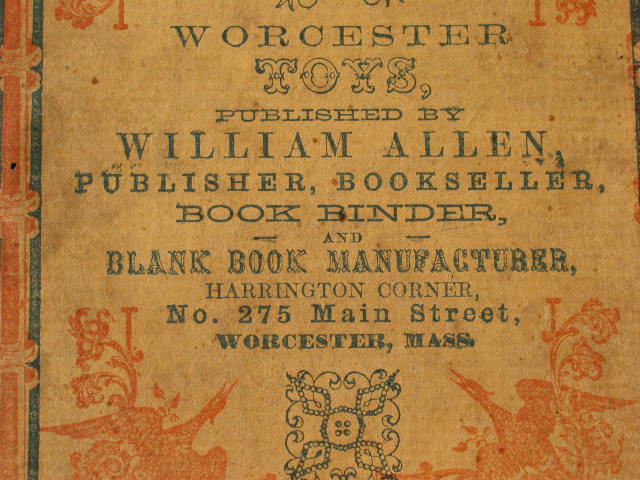 WORCESTER
TOYS,
PUBLISHED BY
WILLIAM ALLEN,
PUBLISHER, BOOKSELLER,
BOOK BINDER,
AND
BLANK BOOK MANUFACTURER,
HARRINGTON CORNER,
No. 275 Main Street,
WORCESTER, MASS.